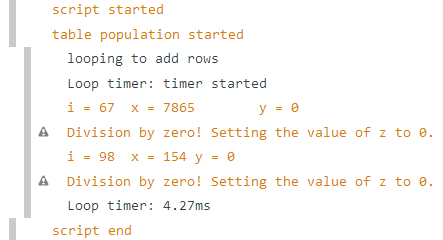 script started
table population started
looping to add rows
Loop timer: timer started
i = 67  x = 7865        y = 0
Division by zero! Setting the value of z to 0.
i = 98  x = 154 y = 0
Division by zero! Setting the value of z to 0.
Loop timer: 4.27ms
script end